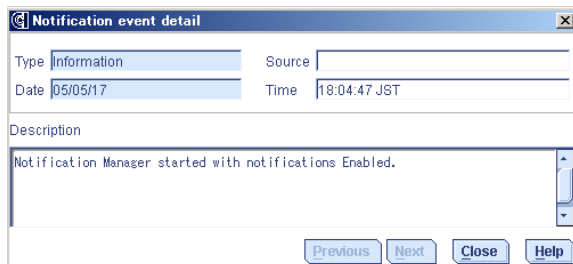 Notification event detail
Type Information Source
Date 05/05/17 Time 18:04:47 JST
Description
Notification Manager started with notifications Enabled.
Previous Next Close Help